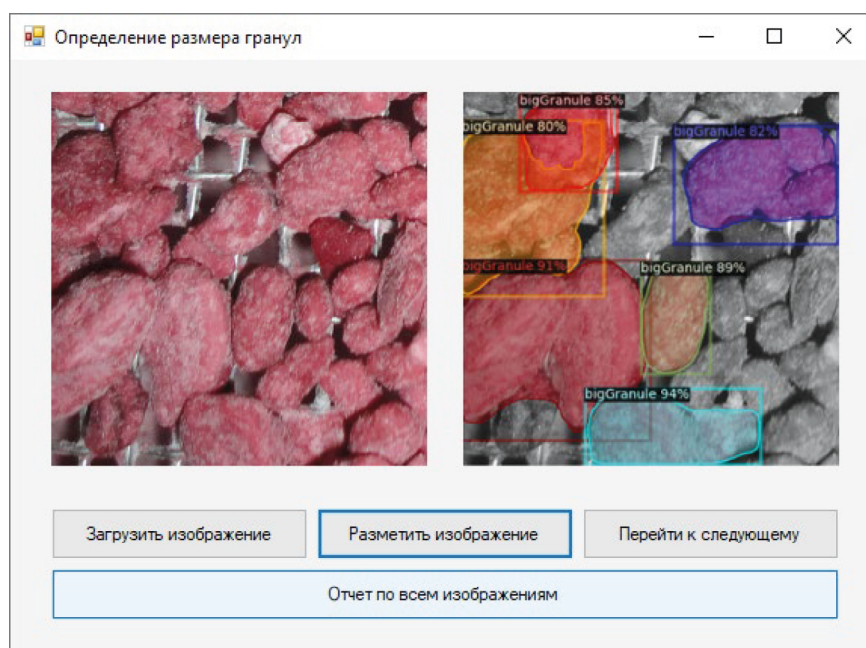 Определение размера гранул
bigGranule 85%
bigGranule 80%
bigGranule 82%
bigGranule 91%
bigGranule 89%
bigGranule 94%
Загрузить изображение
Разметить изображение
Перейти к следующему
Отчет по всем изображениям